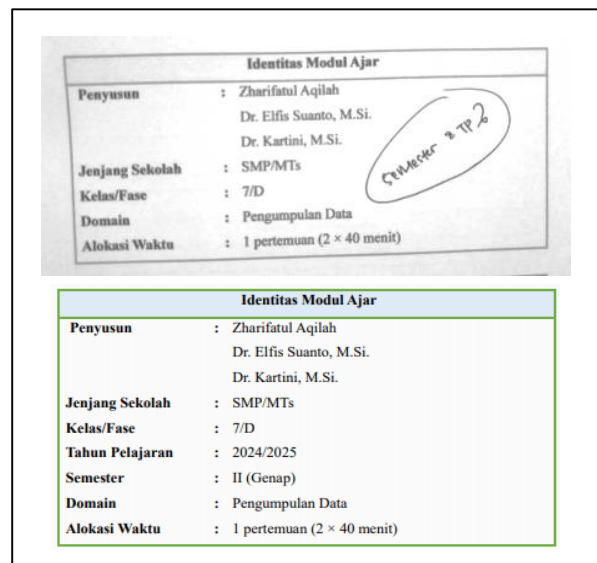 Identitas Modul Ajar
Penyusun : Zharifatul Aqilah
Dr. Elfis Suanto, M.Si.
Dr. Kartini, M.Si.
Jenjang Sekolah : SMP/MTs
Kelas/Fase : 7/D
Domain : Pengumpulan Data
Alokasi Waktu : 1 pertemuan (2 × 40 menit)
Semester & TP
Identitas Modul Ajar
Penyusun : Zharifatul Aqilah
Dr. Elfis Suanto, M.Si.
Dr. Kartini, M.Si.
Jenjang Sekolah : SMP/MTs
Kelas/Fase : 7/D
Tahun Pelajaran : 2024/2025
Semester : II (Genap)
Domain : Pengumpulan Data
Alokasi Waktu : 1 pertemuan (2 × 40 menit)